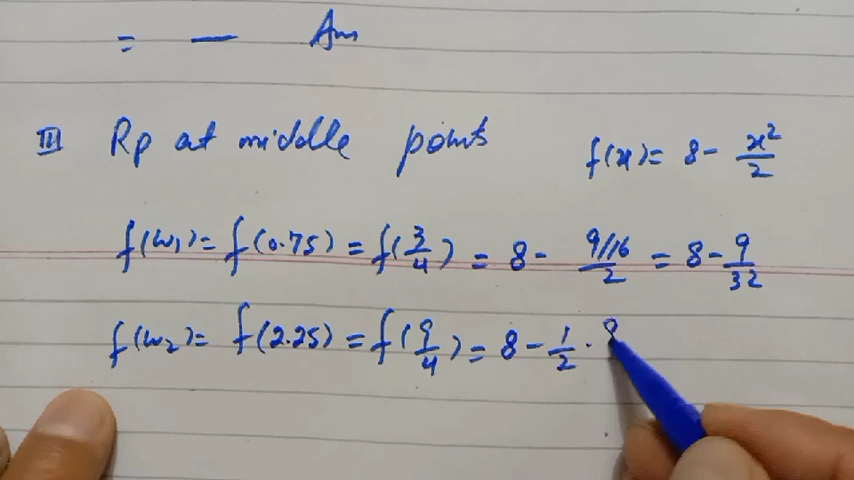 = — Ans
III Rp at middle points f(x) = 8 - x²/2
f(w₁) = f(0.75) = f(3/4) = 8 - 9/16/2 = 8 - 9/32
f(w₂) = f(2.25) = f(9/4) = 8 - 1/2 ·